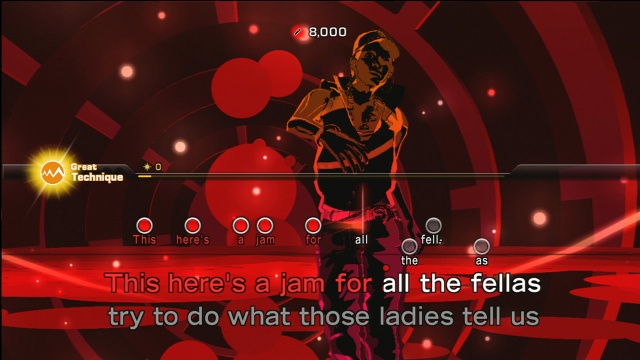 8,000
Great
Technique
0
This here's a jam for all fell-
the as
This here's a jam for all the fellas
try to do what those ladies tell us